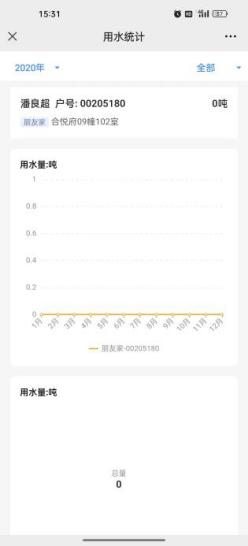 15:31
57
用水统计
2020年
全部
潘良超 户号: 00205180
0吨
朋友家 合悦府09幢102室
用水量:吨
1
0.8
0.6
0.4
0.2
0
1月 2月 3月 4月 5月 6月 7月 8月 9月 10月 11月 12月
朋友家-00205180
用水量:吨
总量
0